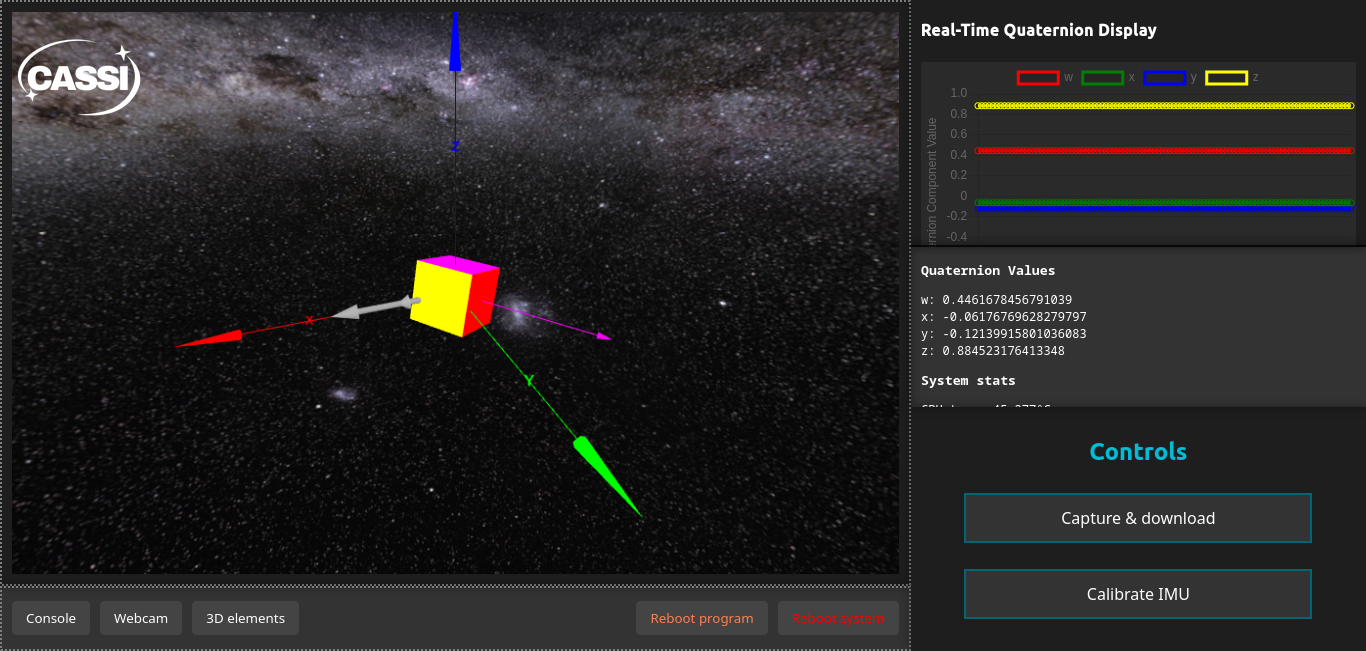 CASSI
Z
X
Y
Console
Webcam
3D elements
Reboot program
Reboot system
Real-Time Quaternion Display
w x y z
1.0
0.8
0.6
0.4
0.2
0
-0.2
-0.4
Component Value
Quaternion Values
w: 0.4461678456791039
x: -0.06176769628279797
y: -0.12139915801036083
z: 0.884523176413348
System stats
Controls
Capture & download
Calibrate IMU